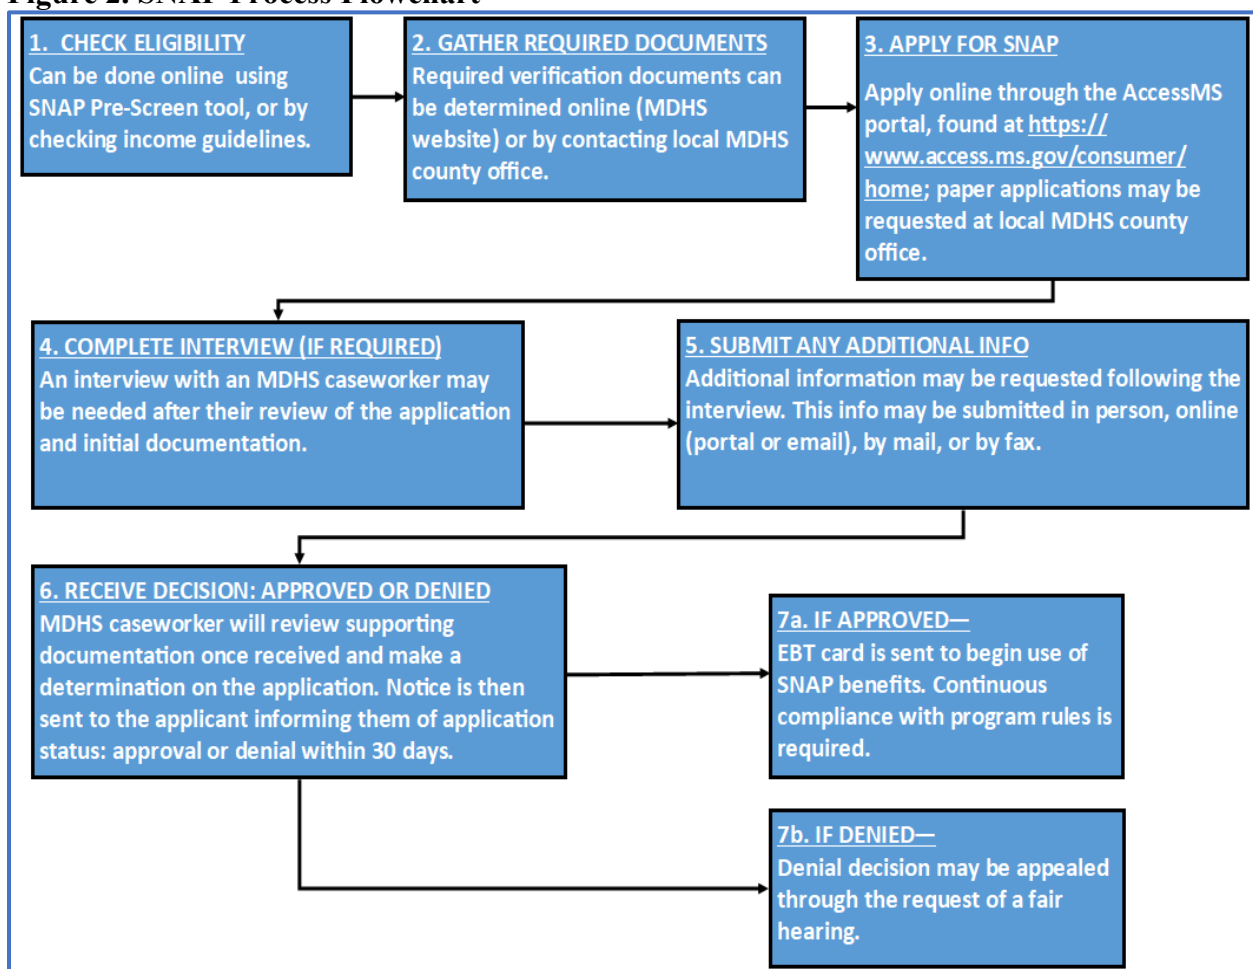 Figure 2. SNAP Process Flowchart
1. CHECK ELIGIBILITY
Can be done online using
SNAP Pre-Screen tool, or by
checking income guidelines.
2. GATHER REQUIRED DOCUMENTS
Required verification documents can
be determined online (MDHS
website) or by contacting local MDHS
county office.
3. APPLY FOR SNAP
Apply online through the AccessMS
portal, found at https://
www.access.ms.gov/consumer/
home; paper applications may be
requested at local MDHS county
office.
4. COMPLETE INTERVIEW (IF REQUIRED)
An interview with an MDHS caseworker may
be needed after their review of the application
and initial documentation.
5. SUBMIT ANY ADDITIONAL INFO
Additional information may be requested following the
interview. This info may be submitted in person, online
(portal or email), by mail, or by fax.
6. RECEIVE DECISION: APPROVED OR DENIED
MDHS caseworker will review supporting
documentation once received and make a
determination on the application. Notice is then
sent to the applicant informing them of application
status: approval or denial within 30 days.
7a. IF APPROVED—
EBT card is sent to begin use of
SNAP benefits. Continuous
compliance with program rules is
required.
7b. IF DENIED—
Denial decision may be appealed
through the request of a fair
hearing.